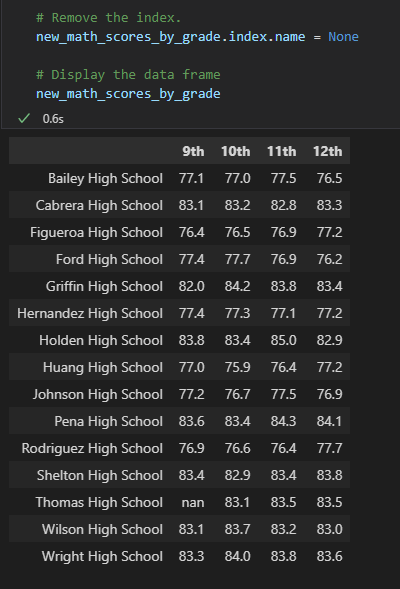 # Remove the index.
new_math_scores_by_grade.index.name = None
# Display the data frame
new_math_scores_by_grade
0.6s
9th 10th 11th 12th
Bailey High School 77.1 77.0 77.5 76.5
Cabrera High School 83.1 83.2 82.8 83.3
Figueroa High School 76.4 76.5 76.9 77.2
Ford High School 77.4 77.7 76.9 76.2
Griffin High School 82.0 84.2 83.8 83.4
Hernandez High School 77.4 77.3 77.1 77.2
Holden High School 83.8 83.4 85.0 82.9
Huang High School 77.0 75.9 76.4 77.2
Johnson High School 77.2 76.7 77.5 76.9
Pena High School 83.6 83.4 84.3 84.1
Rodriguez High School 76.9 76.6 76.4 77.7
Shelton High School 83.4 82.9 83.4 83.8
Thomas High School nan 83.1 83.5 83.5
Wilson High School 83.1 83.7 83.2 83.0
Wright High School 83.3 84.0 83.8 83.6